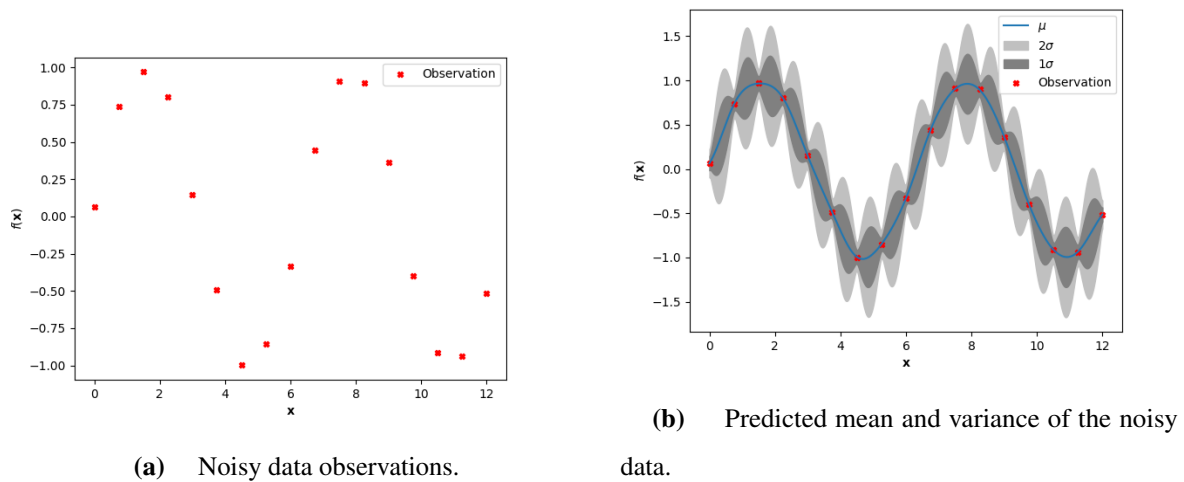 Observation
1.00
0.75
0.50
0.25
0.00
−0.25
−0.50
−0.75
−1.00
f(x)
0 2 4 6 8 10 12
x
(a) Noisy data observations.
μ
2σ
1σ
Observation
1.5
1.0
0.5
0.0
−0.5
−1.0
−1.5
f(x)
0 2 4 6 8 10 12
x
(b) Predicted mean and variance of the noisy
data.